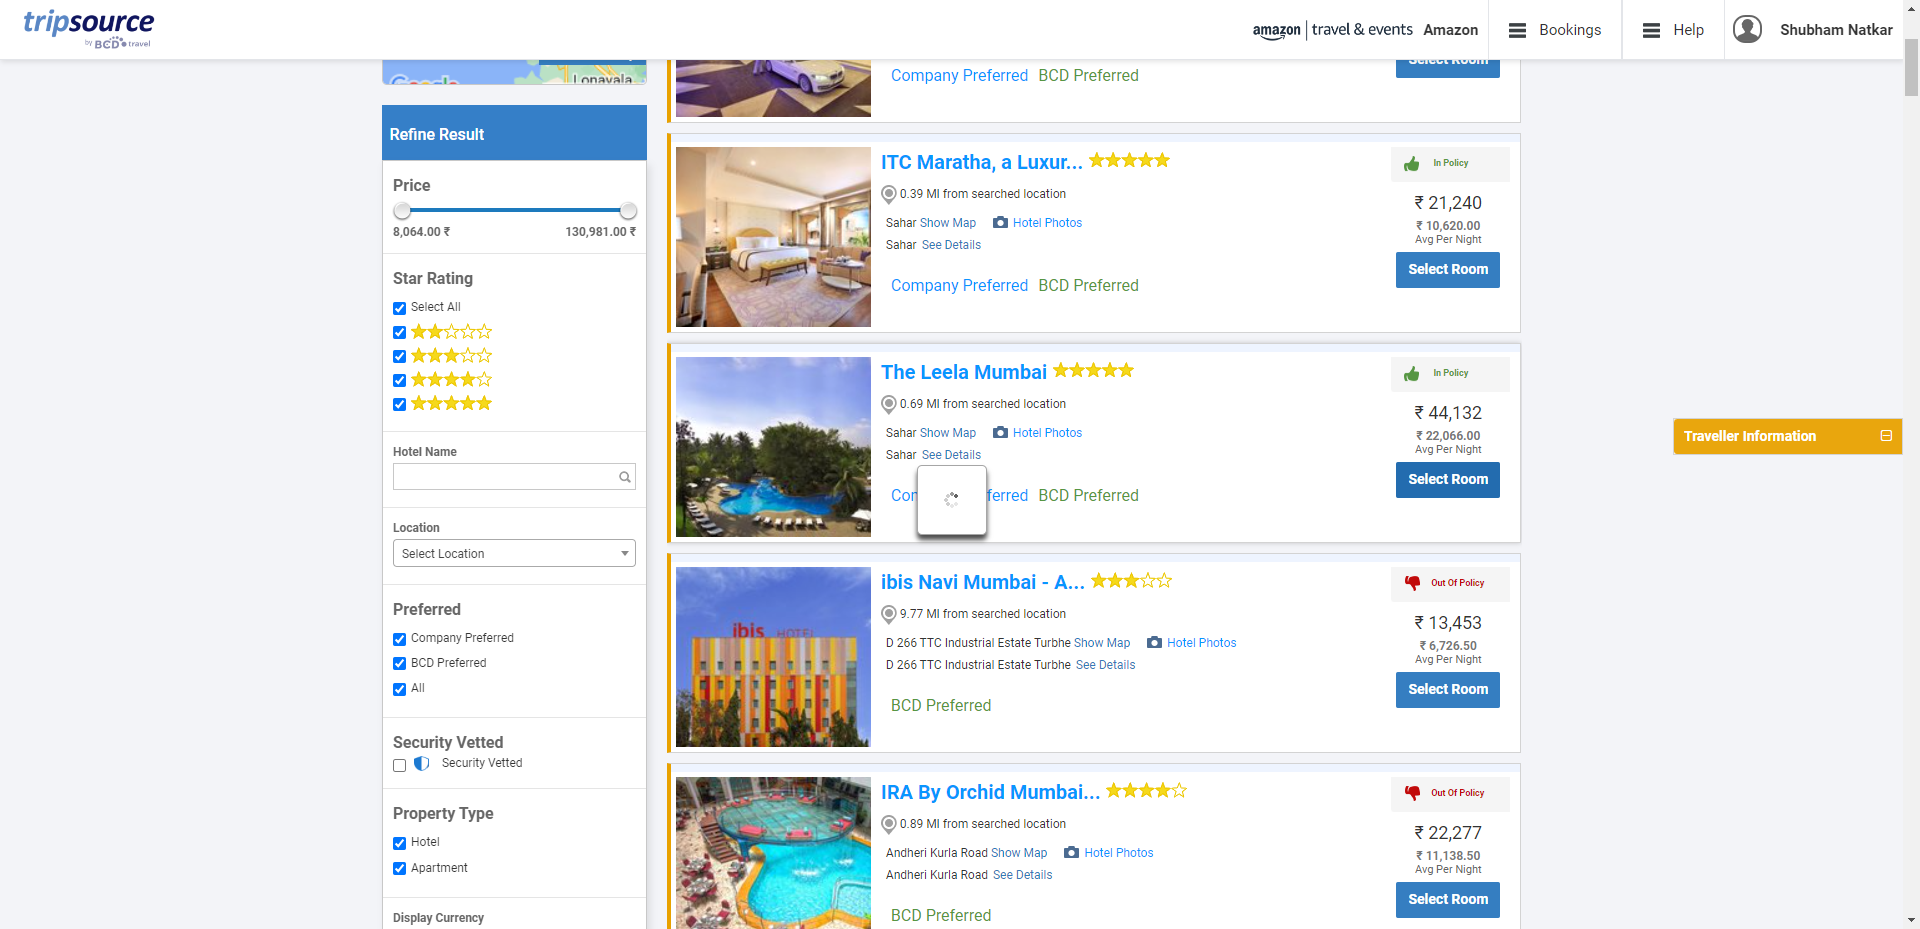 tripsource
by BCD travel
amazon | travel & events Amazon
Bookings
Help
Shubham Natkar
Google
Lonavala
Refine Result
Price
8,064.00 ₹ 130,981.00 ₹
Star Rating
Select All
Hotel Name
Location
Select Location
Preferred
Company Preferred
BCD Preferred
All
Security Vetted
Security Vetted
Property Type
Hotel
Apartment
Display Currency
Company Preferred BCD Preferred
Select Room
ITC Maratha, a Luxur...
0.39 MI from searched location
Sahar Show Map Hotel Photos
Sahar See Details
Company Preferred BCD Preferred
In Policy
₹ 21,240
₹ 10,620.00
Avg Per Night
Select Room
The Leela Mumbai
0.69 MI from searched location
Sahar Show Map Hotel Photos
Sahar See Details
Com ferred BCD Preferred
In Policy
₹ 44,132
₹ 22,066.00
Avg Per Night
Select Room
ibis Navi Mumbai - A...
9.77 MI from searched location
D 266 TTC Industrial Estate Turbhe Show Map Hotel Photos
D 266 TTC Industrial Estate Turbhe See Details
BCD Preferred
ibis HOTEL
Out Of Policy
₹ 13,453
₹ 6,726.50
Avg Per Night
Select Room
IRA By Orchid Mumbai...
0.89 MI from searched location
Andheri Kurla Road Show Map Hotel Photos
Andheri Kurla Road See Details
BCD Preferred
Out Of Policy
₹ 22,277
₹ 11,138.50
Avg Per Night
Select Room
Traveller Information